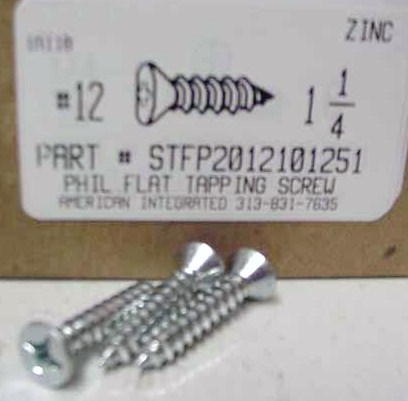 ZINC
#12
1 1/4
PART # STFP2012101251
PHIL FLAT TAPPING SCREW
AMERICAN INTEGRATED 313-831-7635